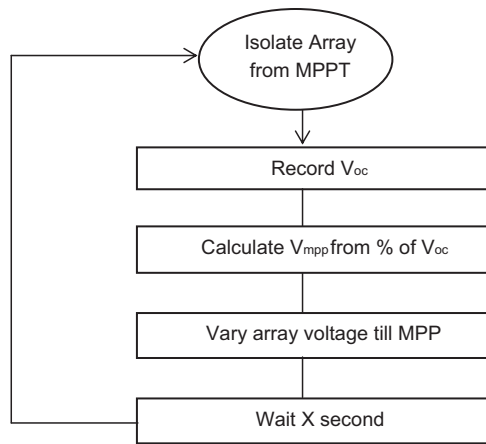 Isolate Array
from MPPT
Record Voc
Calculate Vmpp from % of Voc
Vary array voltage till MPP
Wait X second